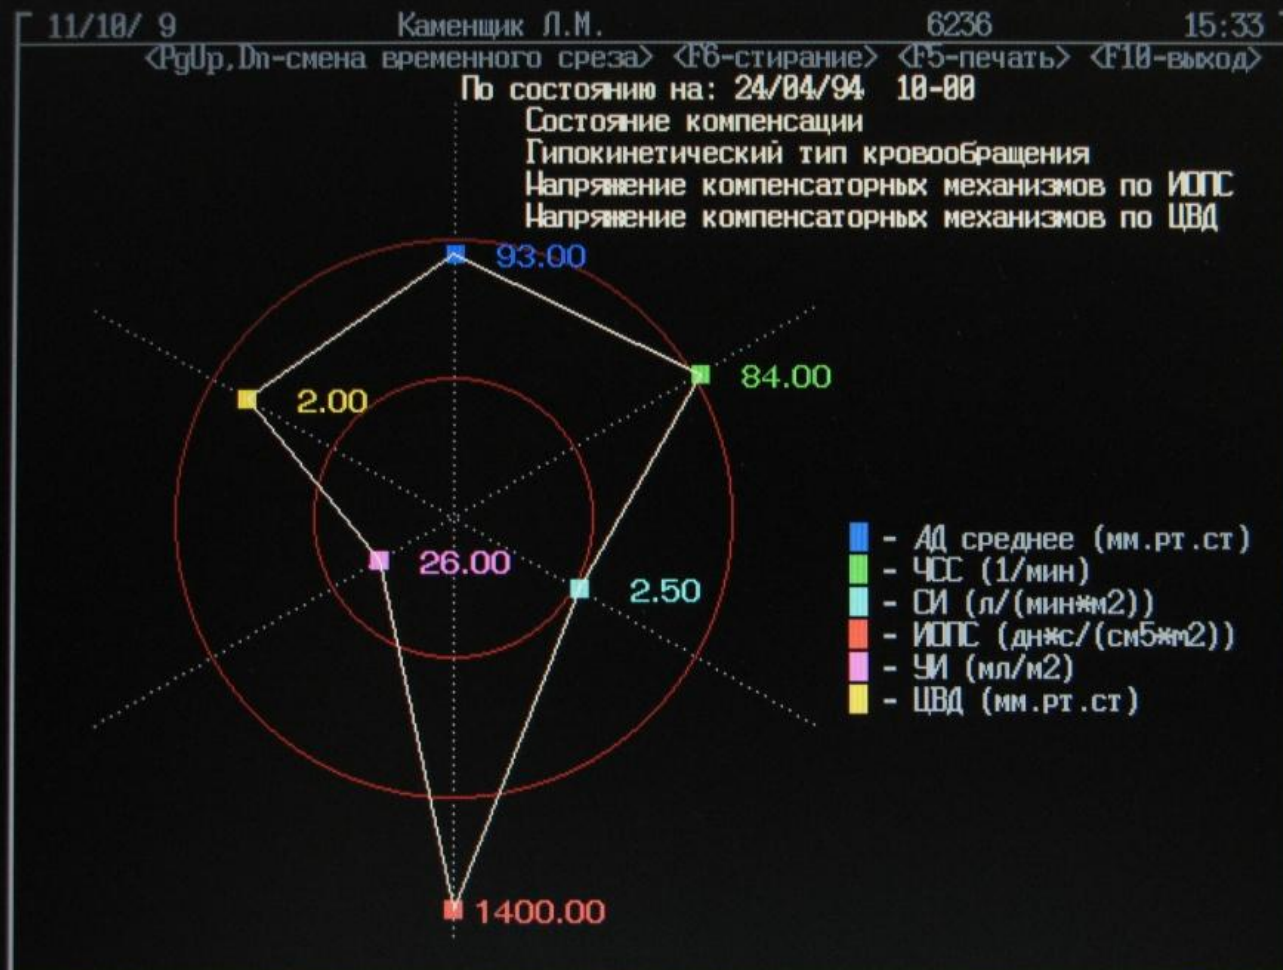 11/10/ 9 Каменщик Л.М. 6236 15:33
<PgUp,Dn-смена временного среза> <F6-стирание> <F5-печать> <F10-выход>
По состоянию на: 24/04/94 10-00
Состояние компенсации
Гипокинетический тип кровообращения
Напряжение компенсаторных механизмов по ИОПС
Напряжение компенсаторных механизмов по ЦВД
93.00
84.00
2.00
26.00
2.50
- АД среднее (мм.рт.ст)
- ЧСС (1/мин)
- СИ (л/(мин*м2))
- ИОПС (дн*с/(см5*м2))
- УИ (мл/м2)
- ЦВД (мм.рт.ст)
1400.00